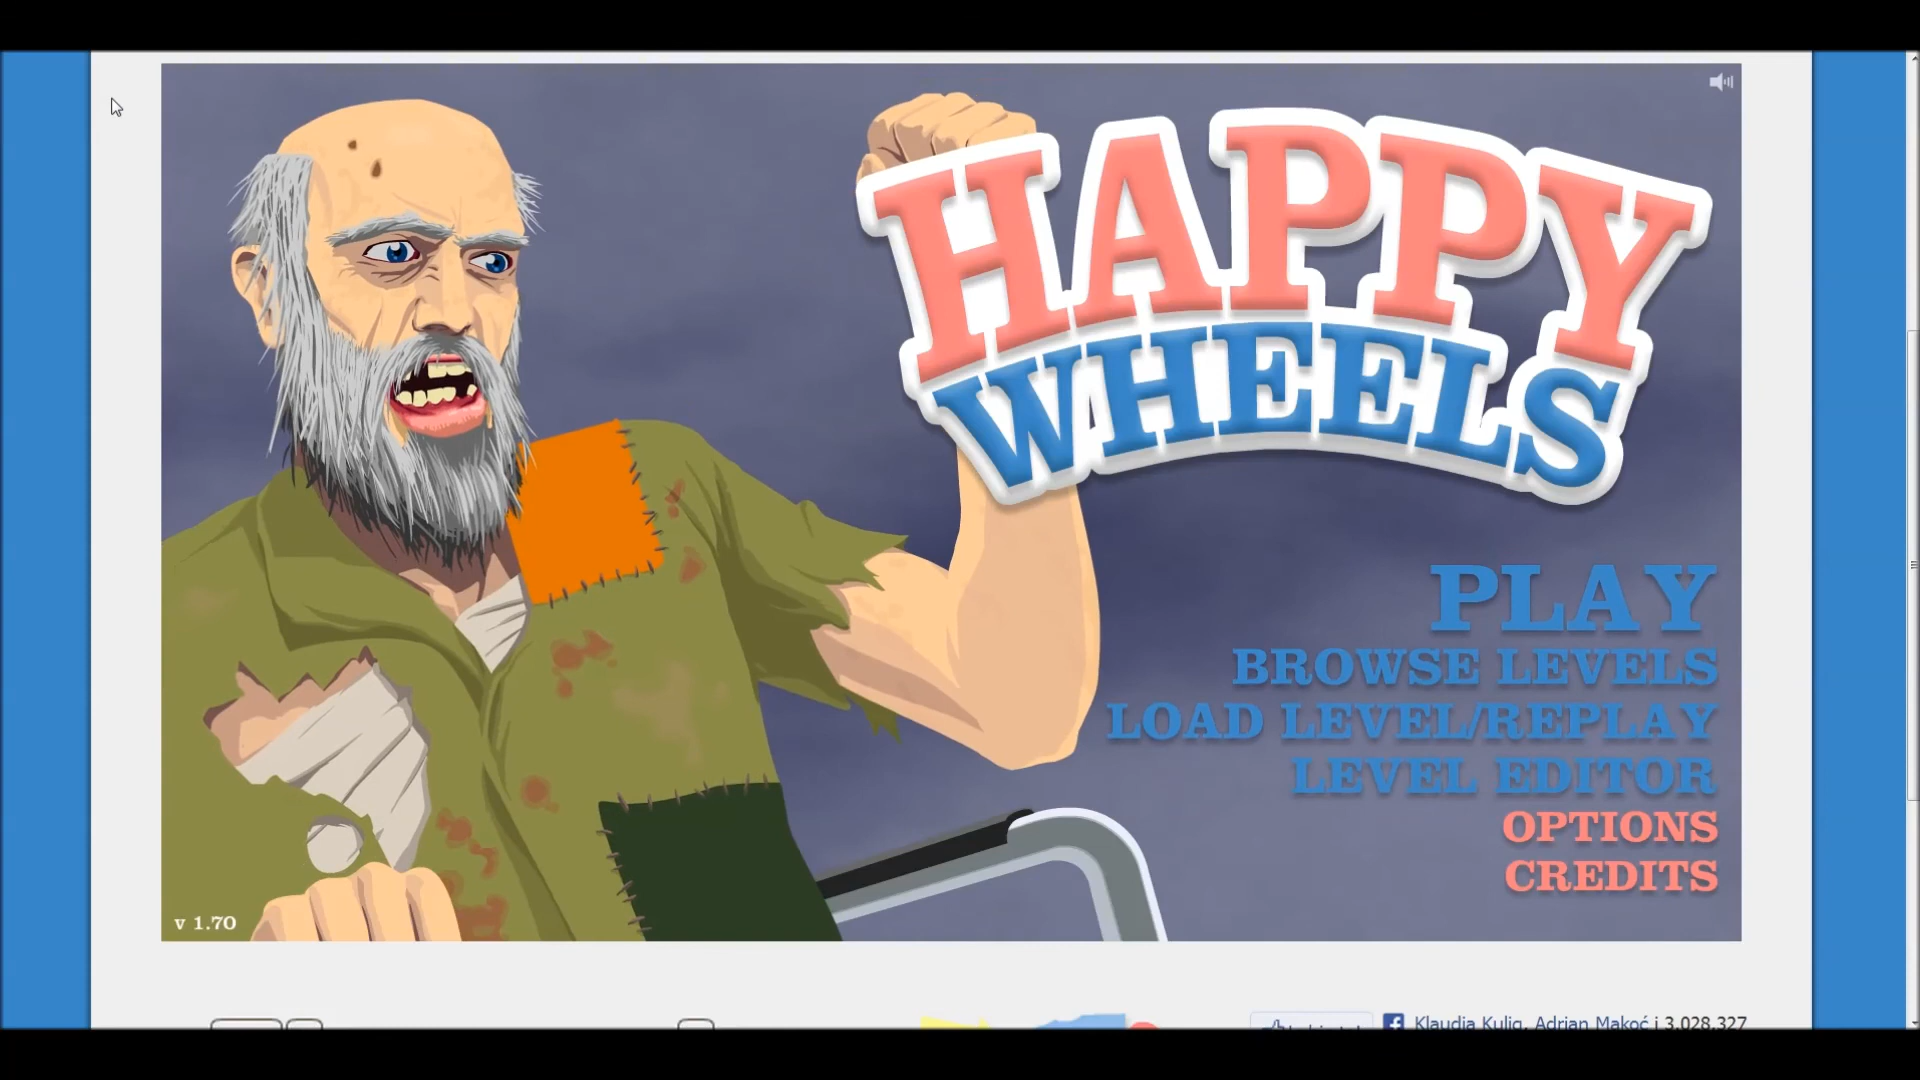 HAPPY
WHEELS
PLAY
BROWSE LEVELS
LOAD LEVEL/REPLAY
LEVEL EDITOR
OPTIONS
CREDITS
v 1.70
Klaudia Kulig, Adrian Makoć i 3,028,327